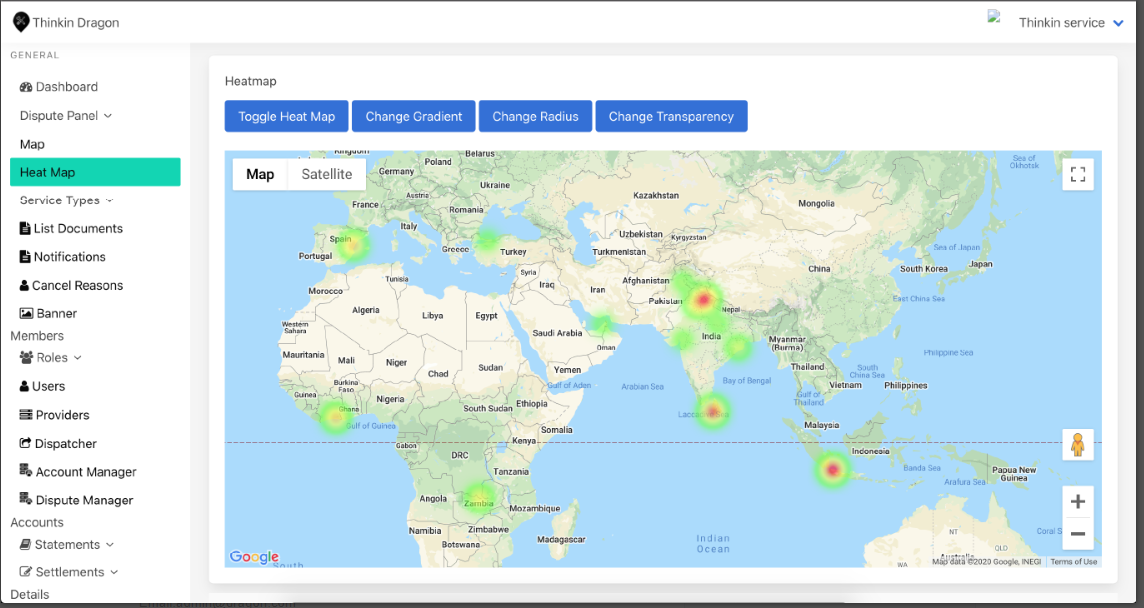 Thinkin Dragon
Thinkin service
GENERAL
Dashboard
Dispute Panel
Map
Heat Map
Service Types
List Documents
Notifications
Cancel Reasons
Banner
Members
Roles
Users
Providers
Dispatcher
Account Manager
Dispute Manager
Accounts
Statements
Settlements
Details
Heatmap
Toggle Heat Map
Change Gradient
Change Radius
Change Transparency
Map
Satellite
Kingdom
Belarus
Sea of
Okhotsk
Poland
Germany
Ukraine
Austria
Kazakhstan
Mongolia
France
Romania
Italy
Uzbekistan
Kyrgyzstan
Spain
Portugal
Greece
Turkey
Turkmenistan
Sea of Japan
Japan
South Korea
China
Syria
Tunisia
Iraq
Iran
Afghanistan
Morocco
Pakistan
East China Sea
Algeria
Libya
Egypt
Nepal
Western
Sahara
Saudi Arabia
India
Oman
Myanmar
(Burma)
Mauritania
Mali
Niger
Sudan
Yemen
Thailand
Philippine Sea
Chad
Burkina
Faso
Gulf of Aden
Arabian Sea
Bay of Bengal
South
China Sea
Vietnam
Philippines
Guinea
Nigeria
Ethiopia
South Sudan
Gulf of
Thailand
Ghana
Gulf of Guinea
Somalia
Malaysia
Gabon
Kenya
DRC
Indonesia
Tanzania
Banda Sea
Papua New
Guinea
Arafura Sea
Angola
Zambia
Mozambique
Zimbabwe
Madagascar
Namibia
Botswana
Indian
Ocean
NT
QLD
WA
Australia
Coral S
Google
South
Map data ©2020 Google, INEGI
Terms of Use